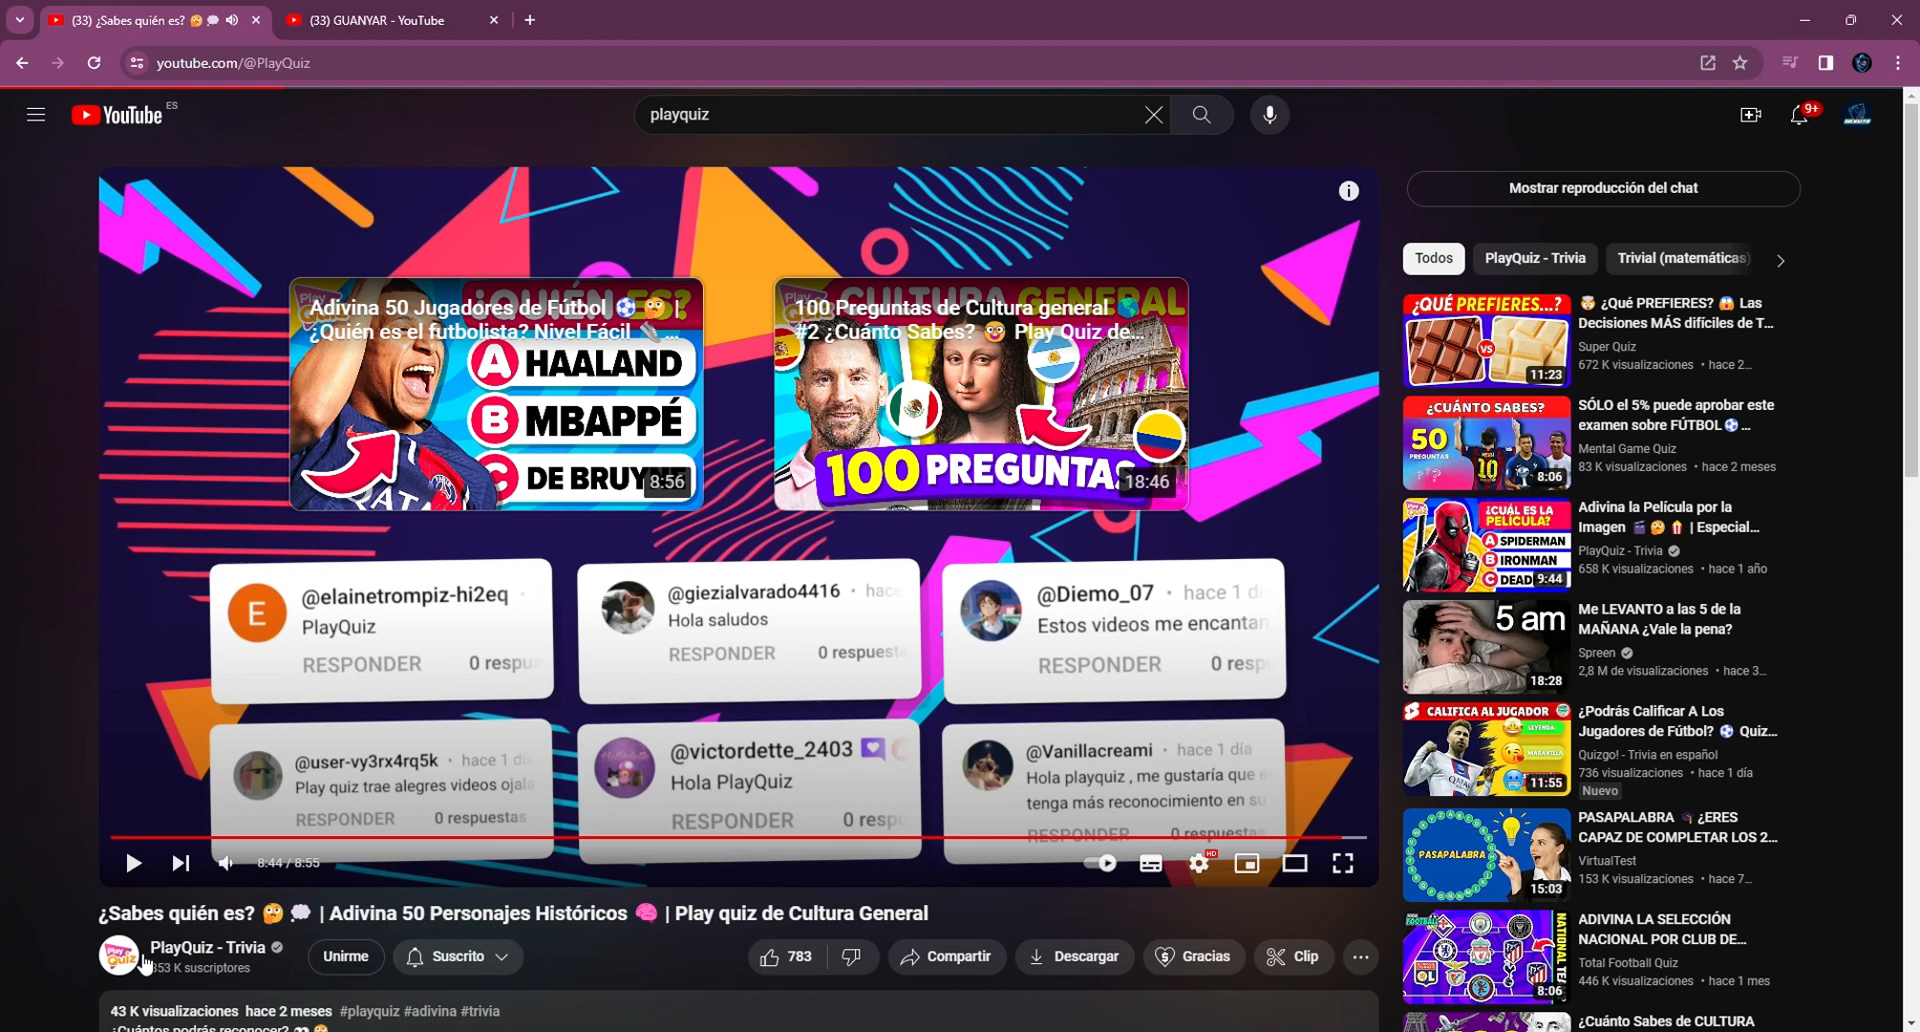 (33) ¿Sabes quién es? 🤔💭
(33) GUANYAR - YouTube
youtube.com/@PlayQuiz
YouTube ES
playquiz
9+
Adivina 50 Jugadores de Fútbol ⚽ 🤔 |
¿Quién es el futbolista? Nivel Fácil 👟 ...
A HAALAND
B MBAPPÉ
C DE BRUY
8:56
100 Preguntas de Cultura general 🌎
#2 ¿Cuánto Sabes? 🤓 Play Quiz de...
100 PREGUNTAS
18:46
@elainetrompiz-hi2eq
PlayQuiz
RESPONDER 0 respue
@giezialvarado4416 · hace
Hola saludos
RESPONDER 0 respuesta
@Diemo_07 · hace 1 dí
Estos videos me encantan
RESPONDER 0 resp
@user-vy3rx4rq5k · hace 1 dí
Play quiz trae alegres videos ojala
RESPONDER 0 respuestas
@victordette_2403
Hola PlayQuiz
RESPONDER 0 respu
@Vanillacreami · hace 1 día
Hola playquiz , me gustaría que e
tenga más reconocimiento en su
RESPONDER 0 respuestas
8:44 / 8:55
HD
¿Sabes quién es? 🤔 💭 | Adivina 50 Personajes Históricos 🧠 | Play quiz de Cultura General
Play Quiz
PlayQuiz - Trivia
353 K suscriptores
Unirme
Suscrito
783
Compartir
Descargar
Gracias
Clip
43 K visualizaciones hace 2 meses #playquiz #adivina #trivia
¿Cuántos podrás reconocer? 👀 🤔
Mostrar reproducción del chat
Todos
PlayQuiz - Trivia
Trivial (matemáticas)
¿QUÉ PREFIERES...?
VS
11:23
🤯 ¿Qué PREFIERES? 😱 Las
Decisiones MÁS difíciles de T...
Super Quiz
672 K visualizaciones • hace 2...
¿CUÁNTO SABES?
50
PREGUNTAS
???
MESSI
10
8:06
SÓLO el 5% puede aprobar este
examen sobre FÚTBOL⚽ ...
Mental Game Quiz
83 K visualizaciones • hace 2 meses
¿CUÁL ES LA
PELÍCULA?
A SPIDERMAN
B IRONMAN
C DEAD
9:44
Adivina la Película por la
Imagen 🎬 🤔 🍿 | Especial...
PlayQuiz - Trivia
658 K visualizaciones • hace 1 año
5 am
18:28
Me LEVANTO a las 5 de la
MAÑANA ¿Vale la pena?
Spreen
2,8 M de visualizaciones • hace 3...
CALIFICA AL JUGADOR
LEYENDA
MARAVILLA
11:55
¿Podrás Calificar A Los
Jugadores de Fútbol? ⚽ Quiz...
Quizgo! - Trivia en español
736 visualizaciones • hace 1 día
Nuevo
PASAPALABRA
15:03
PASAPALABRA 🧠 ¿ERES
CAPAZ DE COMPLETAR LOS 2...
VirtualTest
153 K visualizaciones • hace 7...
FOOTBALL
QUIZ
NATIONAL TEA
8:06
ADIVINA LA SELECCIÓN
NACIONAL POR CLUB DE...
Total Football Quiz
446 K visualizaciones • hace 1 mes
¿Cuánto Sabes de CULTURA